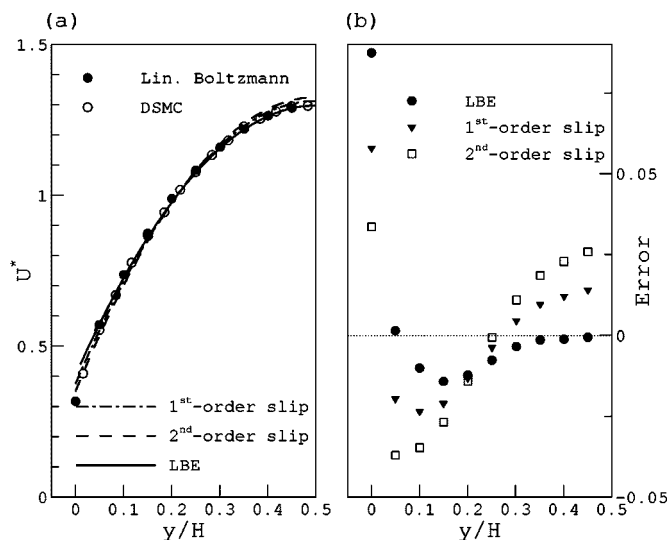 (a)
1.5
1
0.5
0
U*
Lin. Boltzmann
DSMC
1st-order slip
2nd-order slip
LBE
0 0.1 0.2 0.3 0.4 0.5
y/H
(b)
LBE
1st-order slip
2nd-order slip
0.05
0
-0.05
Error
0 0.1 0.2 0.3 0.4 0.5
y/H